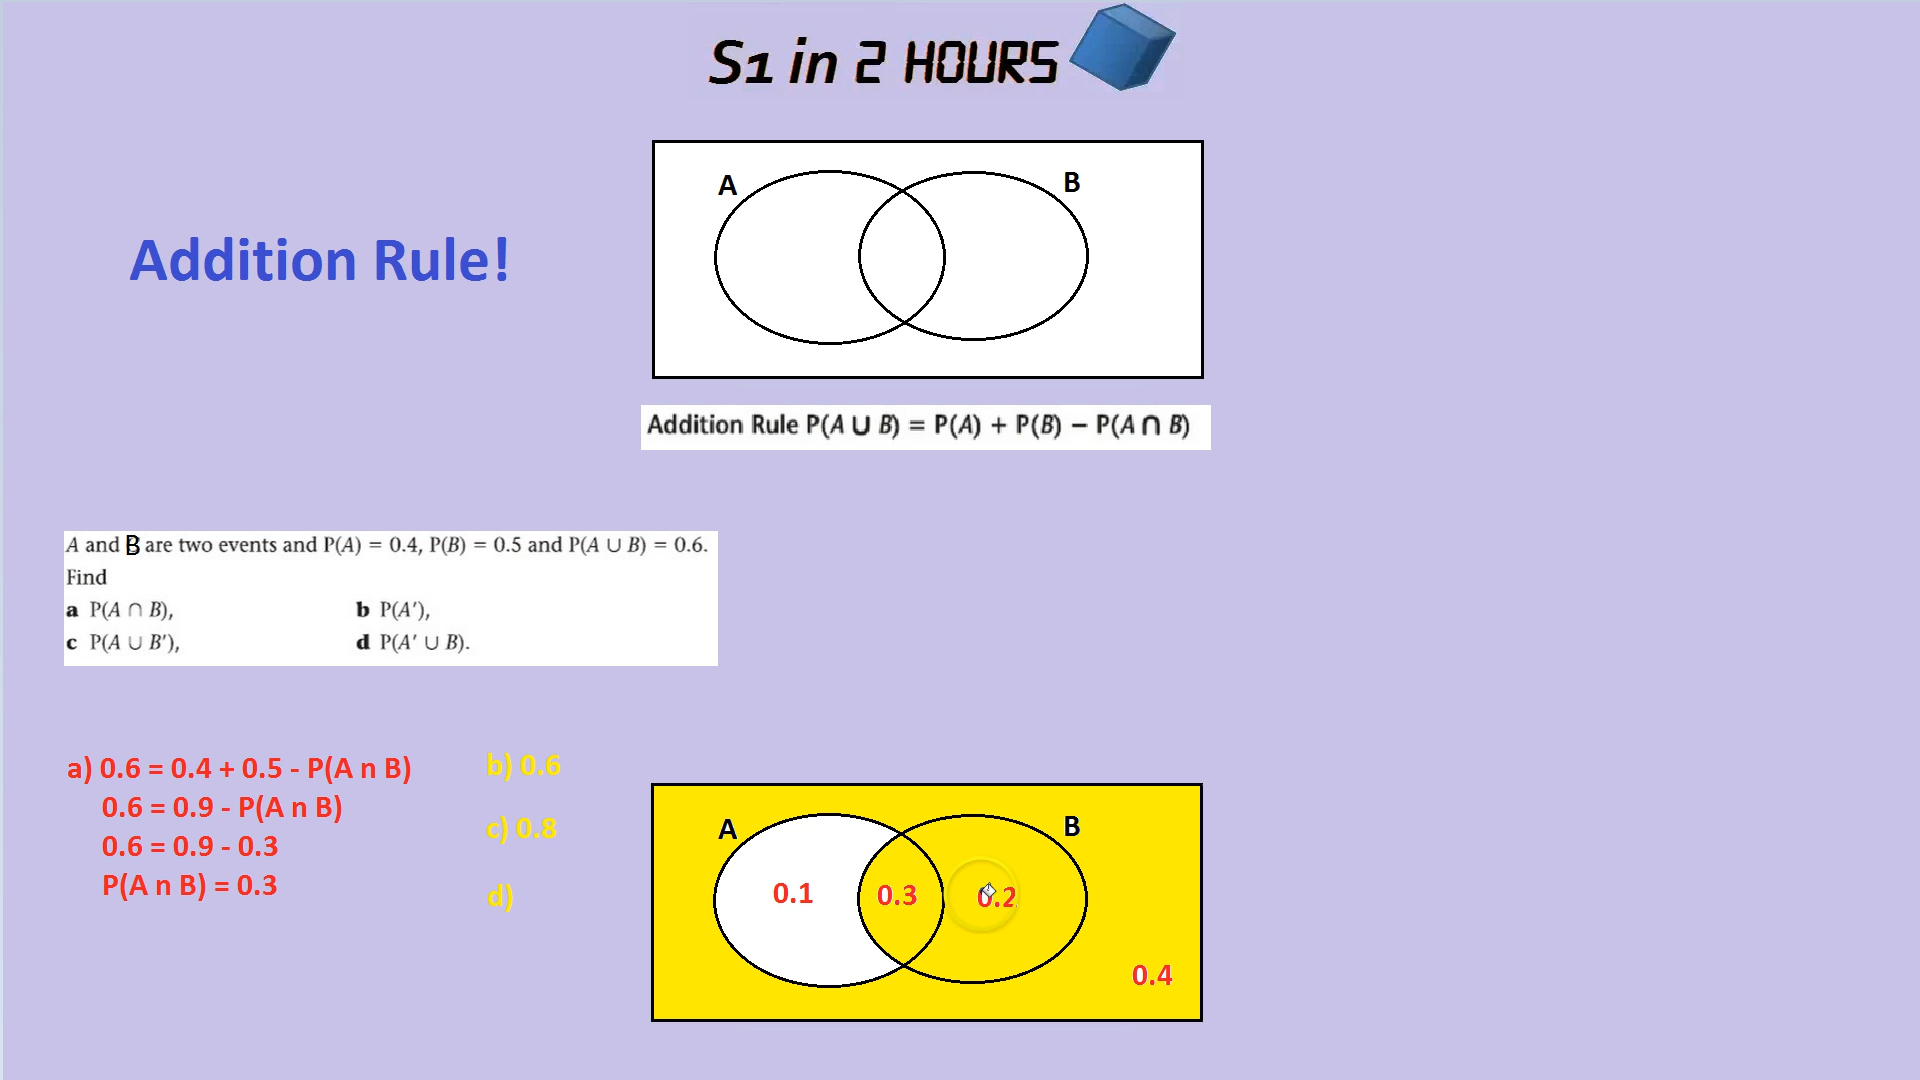 S1 in 2 HOURS
A
B
Addition Rule!
Addition Rule P(A ∪ B) = P(A) + P(B) − P(A ∩ B)
A and B are two events and P(A) = 0.4, P(B) = 0.5 and P(A ∪ B) = 0.6.
Find
a P(A ∩ B), b P(A′),
c P(A ∪ B′), d P(A′ ∪ B).
a) 0.6 = 0.4 + 0.5 - P(A n B)
0.6 = 0.9 - P(A n B)
0.6 = 0.9 - 0.3
P(A n B) = 0.3
b) 0.6
c) 0.8
d)
A
B
0.1
0.3
0.2
0.4